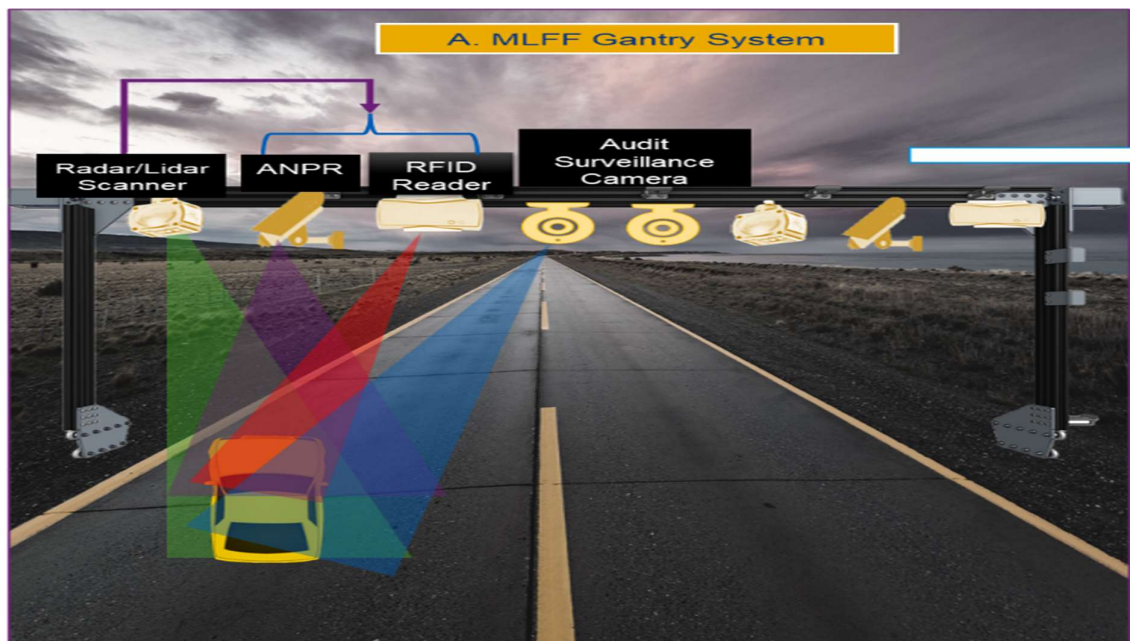 A. MLFF Gantry System
Radar/Lidar
Scanner
ANPR
RFID
Reader
Audit
Surveillance
Camera